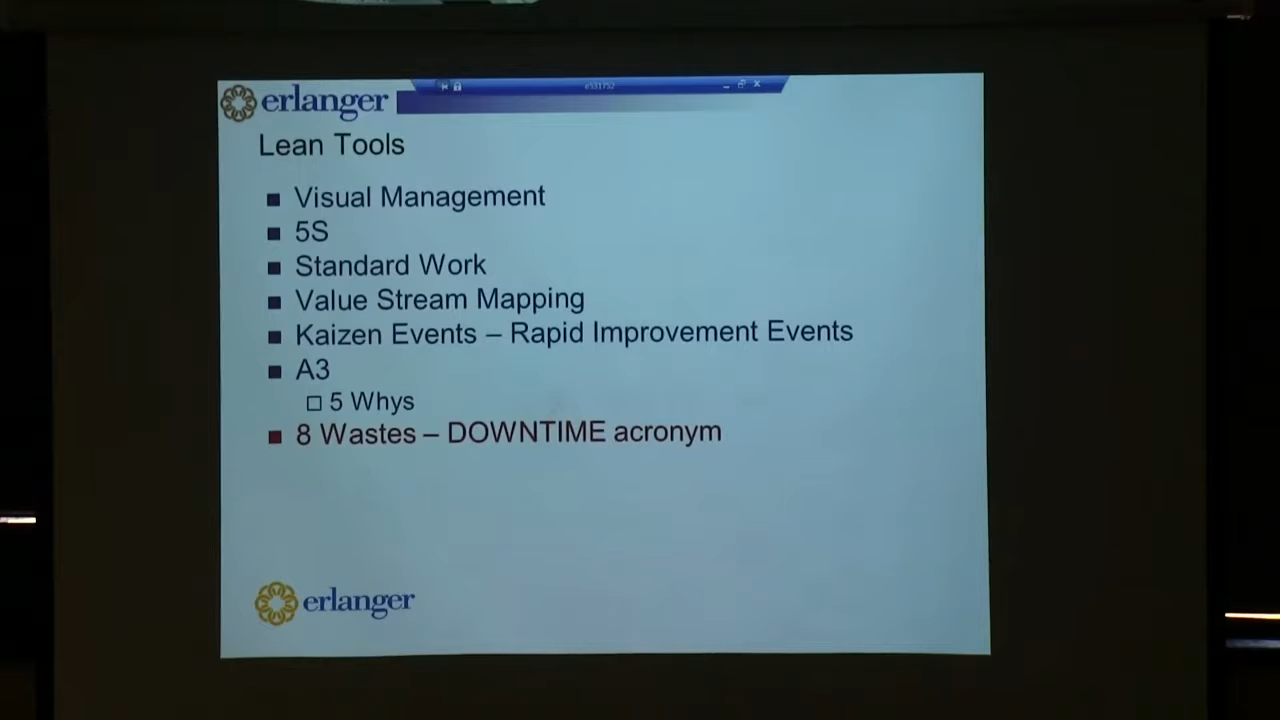 erlanger
Lean Tools
Visual Management
5S
Standard Work
Value Stream Mapping
Kaizen Events – Rapid Improvement Events
A3
5 Whys
8 Wastes – DOWNTIME acronym
erlanger